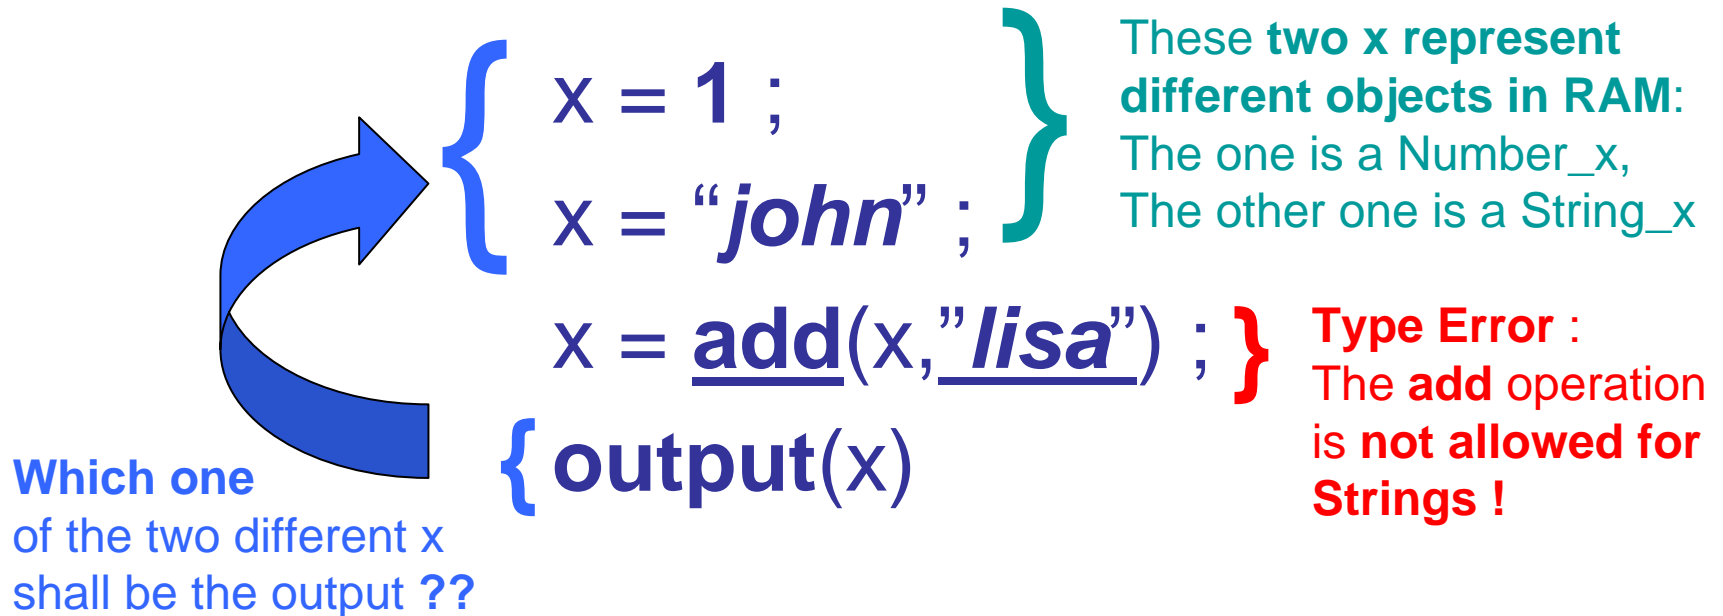 x = 1 ;
x = “john” ;
x = add(x,”lisa”) ;
output(x)
These two x represent
different objects in RAM:
The one is a Number_x,
The other one is a String_x
Type Error :
The add operation
is not allowed for
Strings !
Which one
of the two different x
shall be the output ??